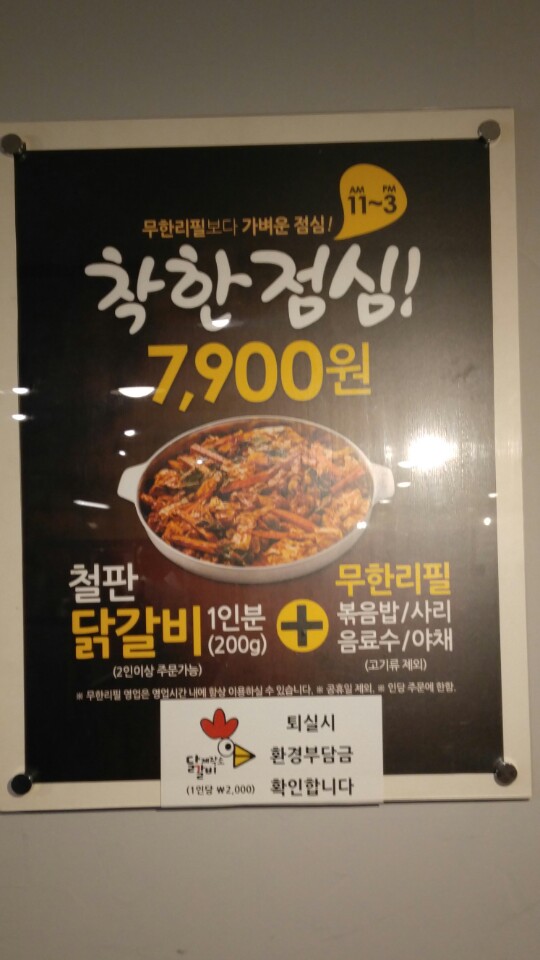 AM PM
11~3
무한리필보다 가벼운 점심!
착한점심!
7,900원
철판
닭갈비 1인분
(200g)
(2인이상 주문가능)
+
무한리필
볶음밥/사리
음료수/야채
(고기류 제외)
※ 무한리필 영업은 영업시간 내에 항상 이용하실 수 있습니다. ※ 공휴일 제외. ※ 인당 주문에 한함.
닭갈비
(1인당 ₩2,000)
퇴실시
환경부담금
확인합니다